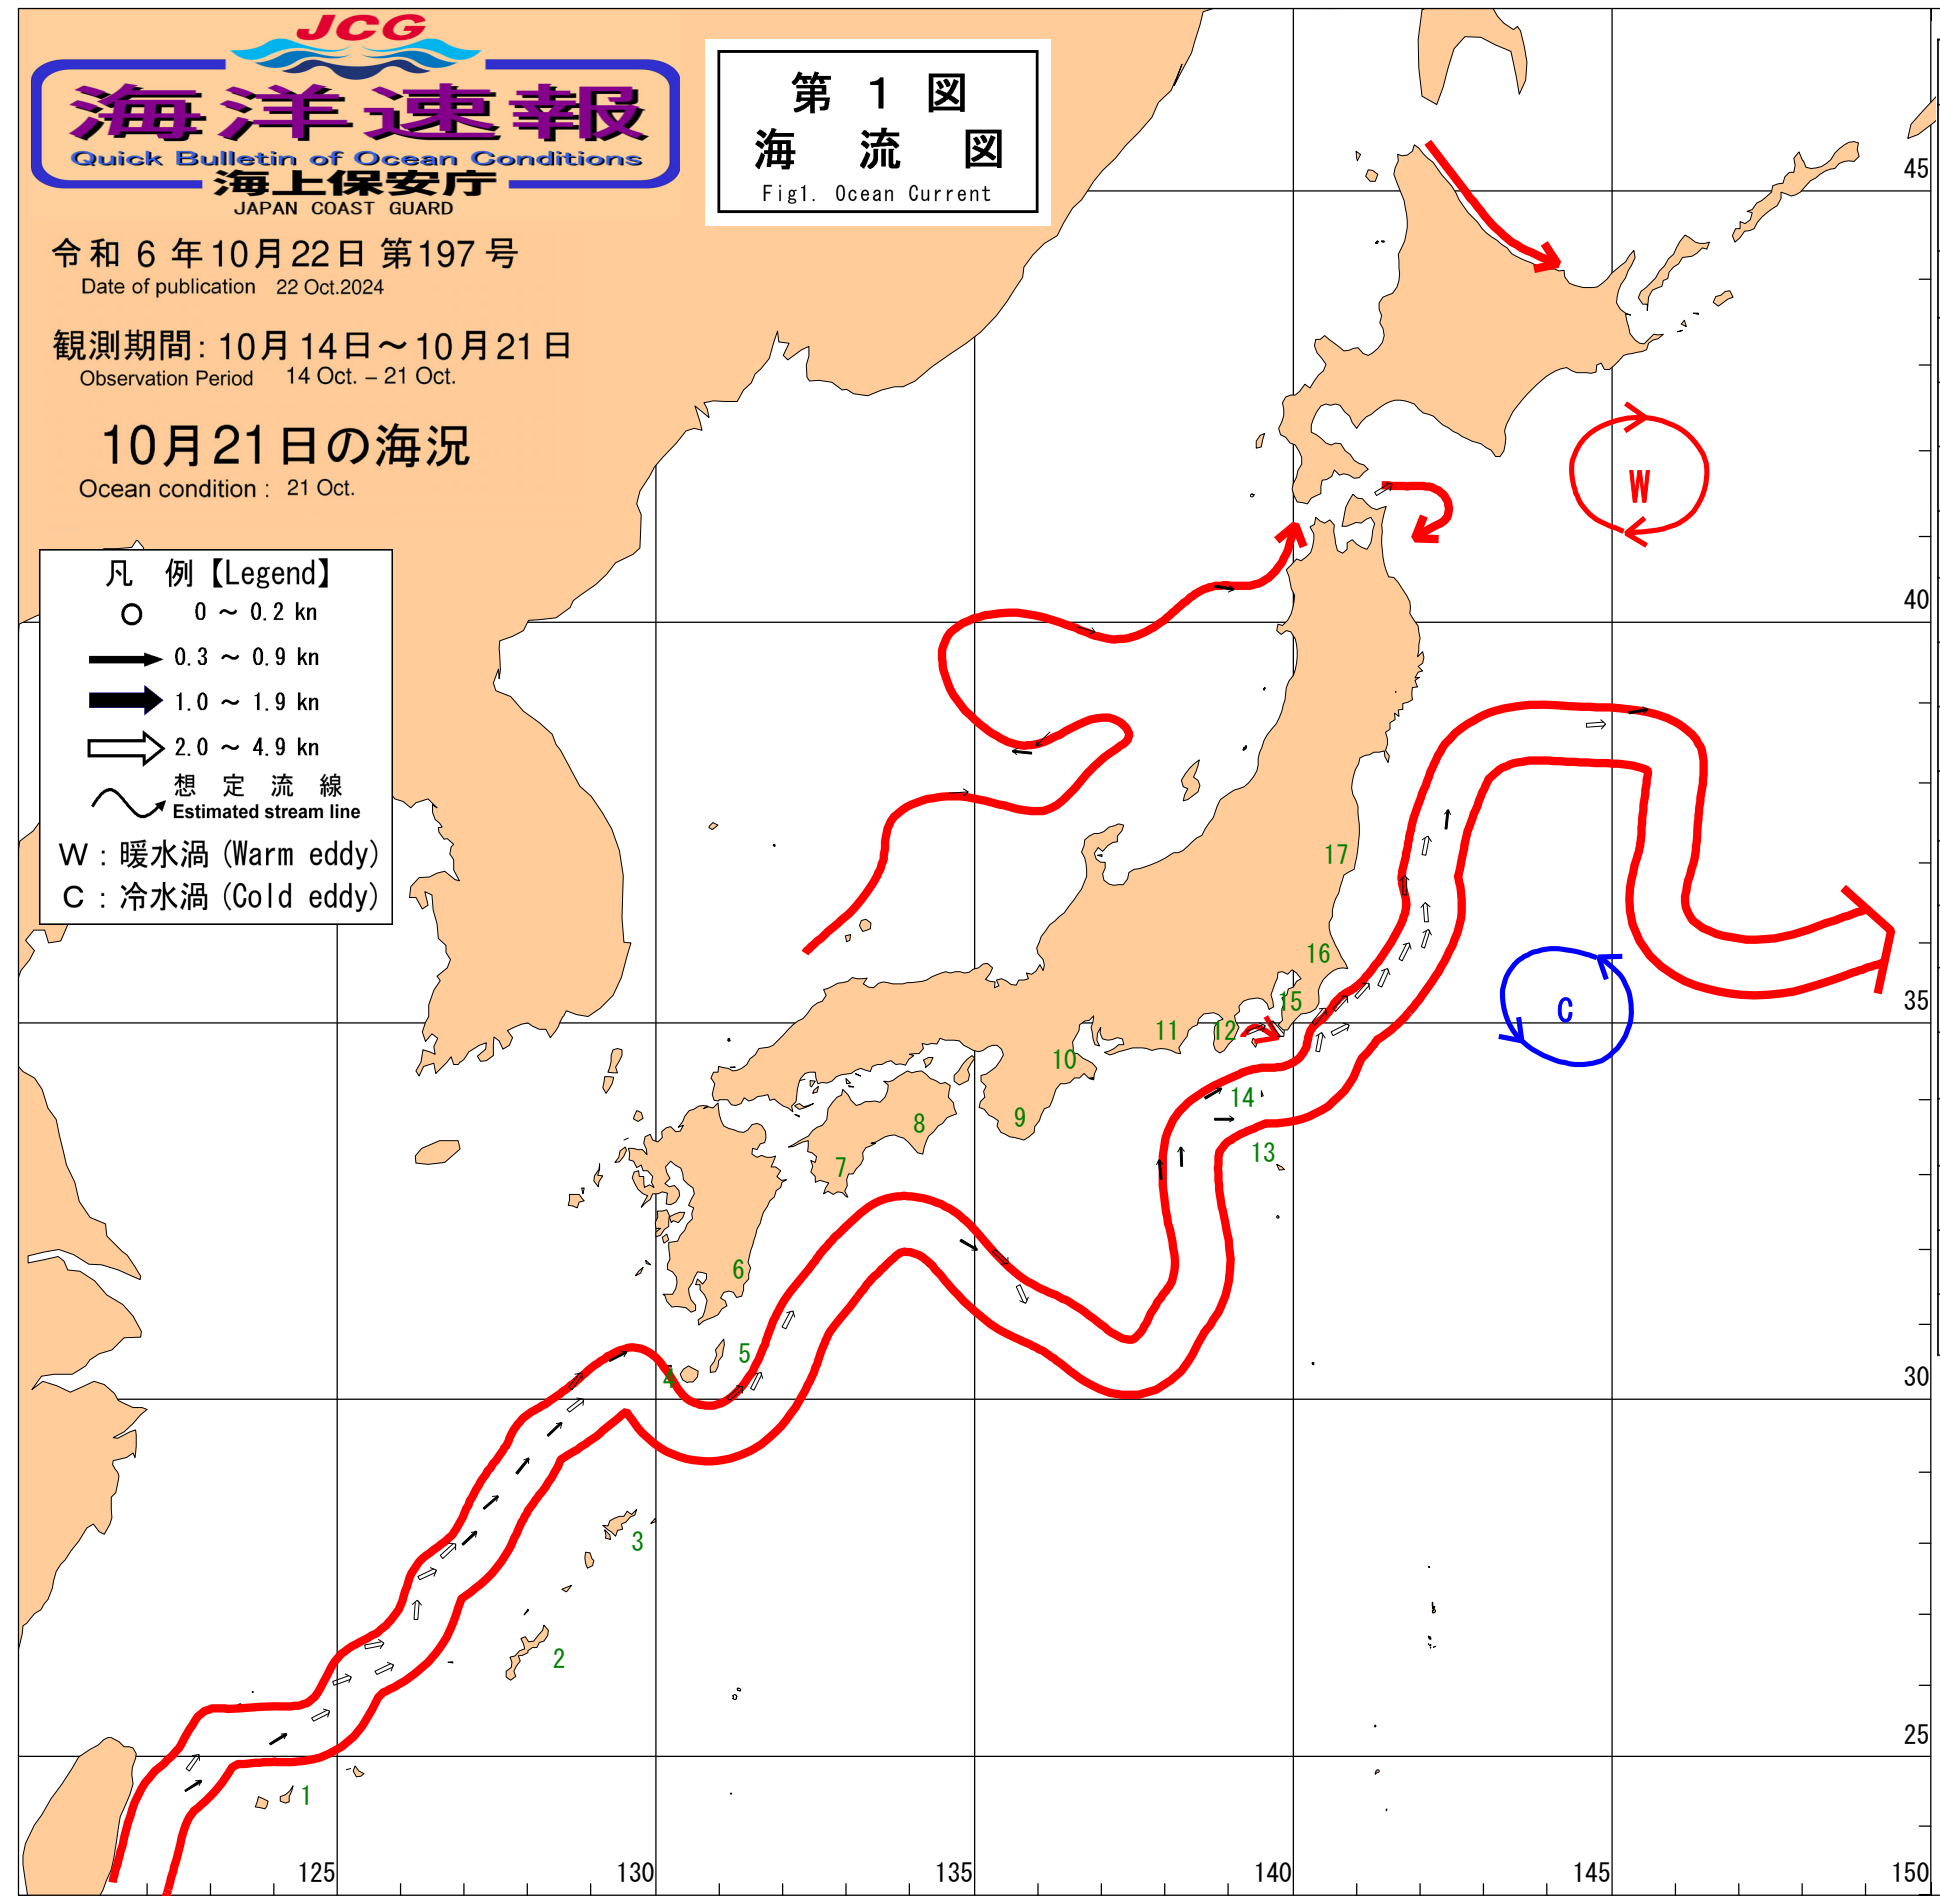 JCG
海洋速報
Quick Bulletin of Ocean Conditions
海上保安庁
JAPAN COAST GUARD
第 1 図
海 流 図
Fig1. Ocean Current
令和 6 年10月22日 第197号
Date of publication 22 Oct.2024
観測期間: 10月14日～10月21日
Observation Period 14 Oct. – 21 Oct.
10月21日の海況
Ocean condition : 21 Oct.
凡 例【Legend】
0 ～ 0.2 kn
0.3 ～ 0.9 kn
1.0 ～ 1.9 kn
2.0 ～ 4.9 kn
想 定 流 線
Estimated stream line
W : 暖水渦 (Warm eddy)
C : 冷水渦 (Cold eddy)
45
W
40
17
16
35
15
C
12
11
10
14
9
8
13
7
6
5
4
30
3
2
25
1
125
130
135
140
145
150